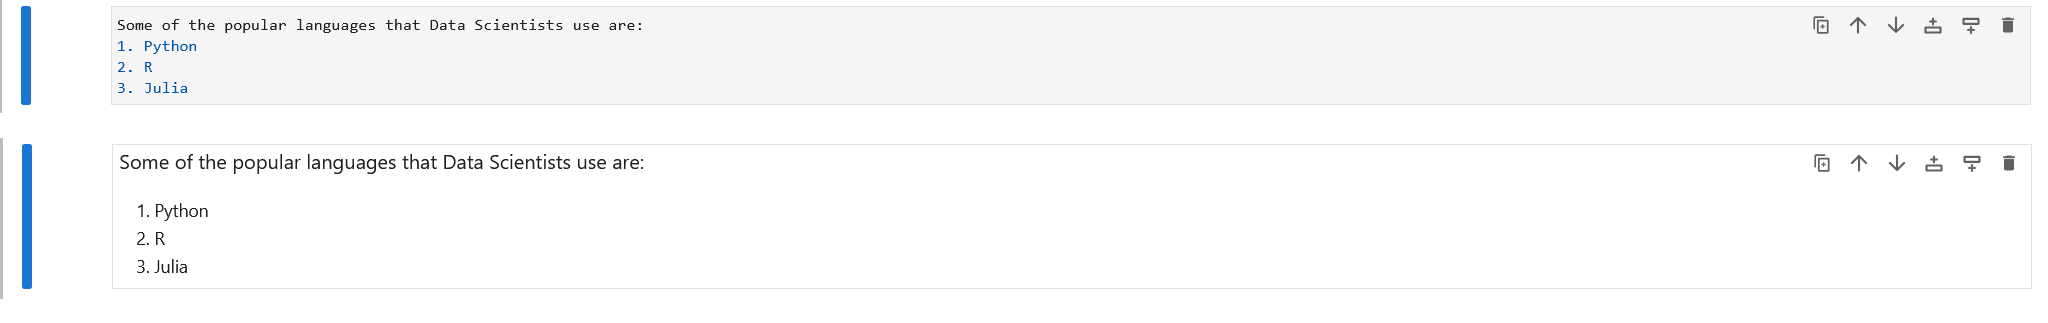 Some of the popular languages that Data Scientists use are:
1. Python
2. R
3. Julia
Some of the popular languages that Data Scientists use are:
1. Python
2. R
3. Julia